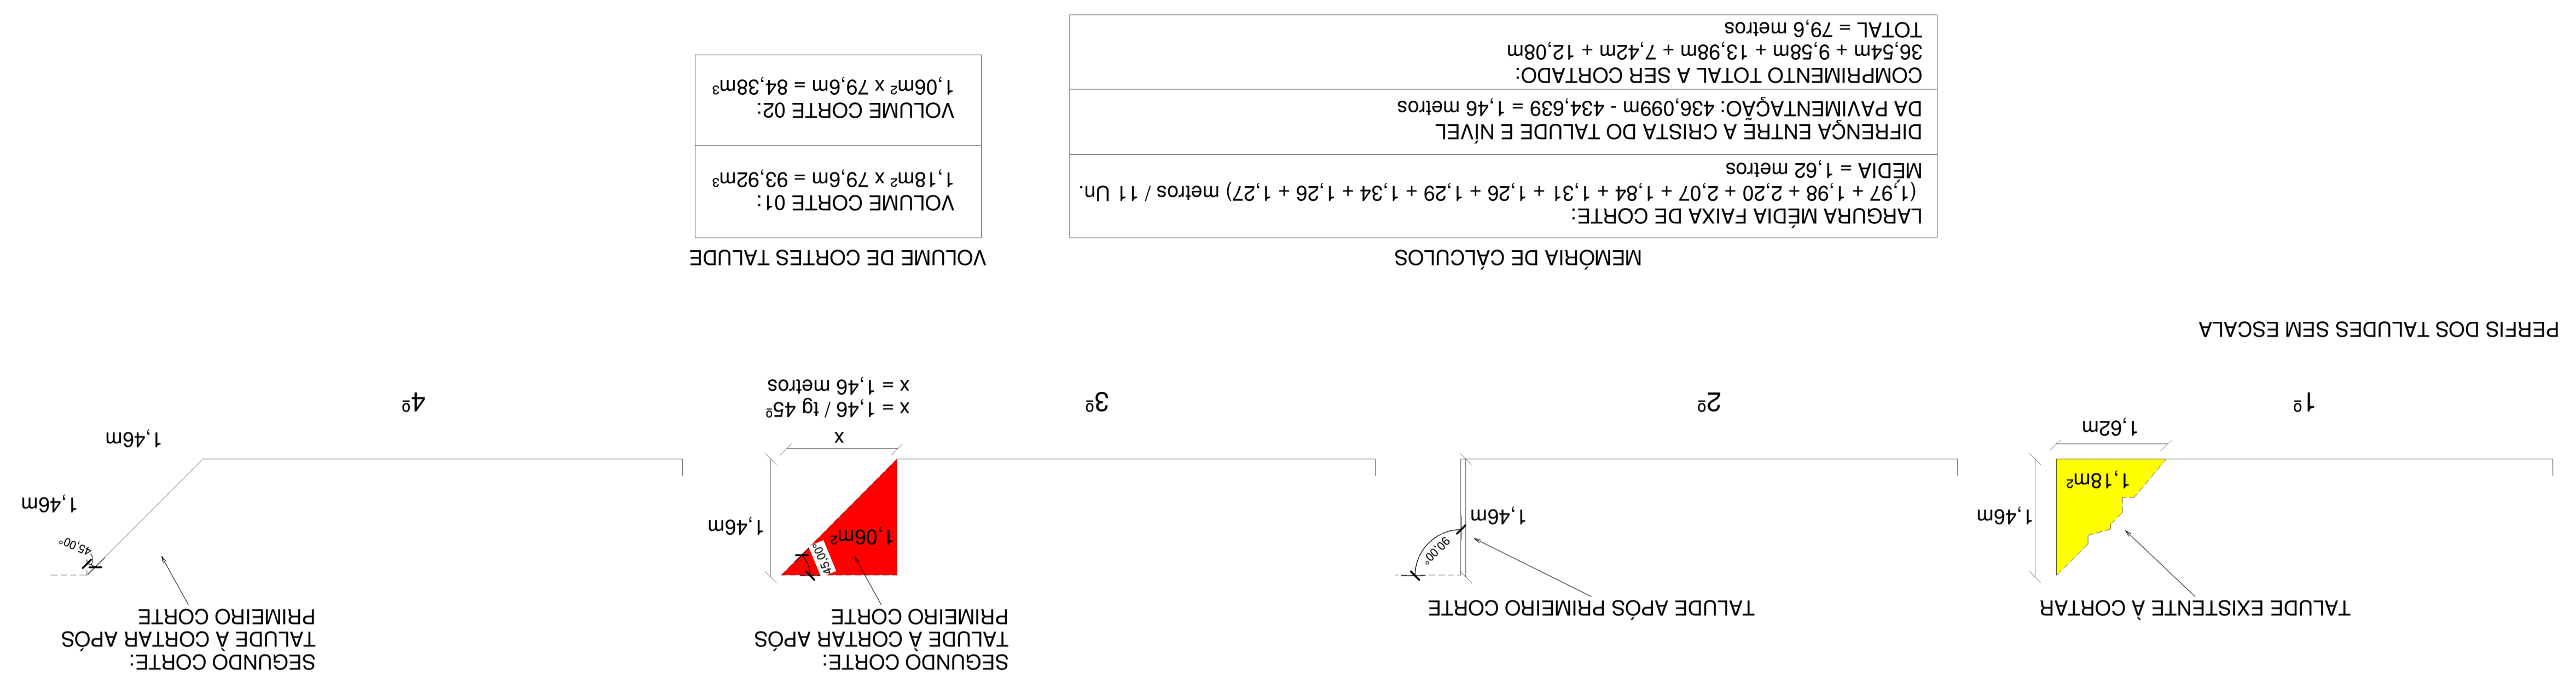 TALUDE EXISTENTE À CORTAR
1,46m
1,18m²
1,62m
1º
TALUDE APÓS PRIMEIRO CORTE
90,00°
1,46m
2º
SEGUNDO CORTE:
TALUDE À CORTAR APÓS
PRIMEIRO CORTE
45,00°
1,06m²
1,46m
x
x = 1,46 / tg 45º
x = 1,46 metros
3º
SEGUNDO CORTE:
TALUDE À CORTAR APÓS
PRIMEIRO CORTE
45,00°
1,46m
1,46m
4º
PERFIS DOS TALUDES SEM ESCALA
MEMÓRIA DE CÁLCULOS
LARGURA MÉDIA FAIXA DE CORTE:
(1,97 + 1,98 + 2,20 + 2,07 + 1,84 + 1,31 + 1,26 + 1,29 + 1,34 + 1,26 + 1,27) metros / 11 Un.
MÉDIA = 1,62 metros
DIFRENÇA ENTRE A CRISTA DO TALUDE E NÍVEL
DA PAVIMENTAÇÃO: 436,099m - 434,639 = 1,46 metros
COMPRIMENTO TOTAL A SER CORTADO:
36,54m + 9,58m + 13,98m + 7,42m + 12,08m
TOTAL = 79,6 metros
VOLUME DE CORTES TALUDE
VOLUME CORTE 01:
1,18m² x 79,6m = 93,92m³
VOLUME CORTE 02:
1,06m² x 79,6m = 84,38m³